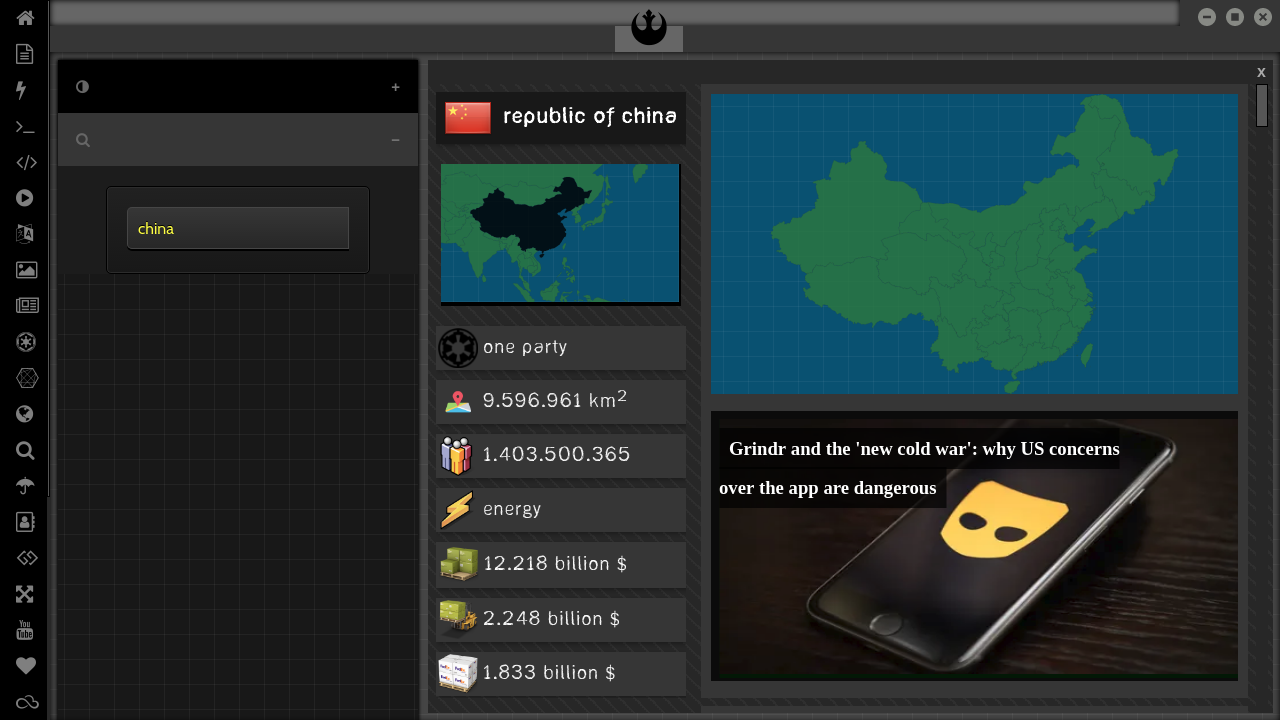 X
+
−
china
republic of china
one party
9.596.961 km²
1.403.500.365
energy
12.218 billion $
2.248 billion $
1.833 billion $
Grindr and the 'new cold war': why US concerns
over the app are dangerous
You
Tube